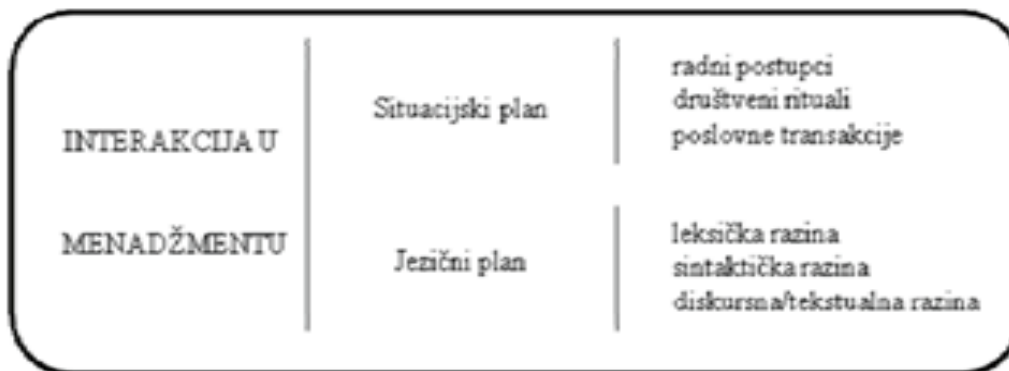 INTERAKCIJA U
MENADŽMENTU
Situacijski plan
radni postupci
društveni rituali
poslovne transakcije
Jezični plan
leksička razina
sintaktička razina
diskursna/tekstualna razina